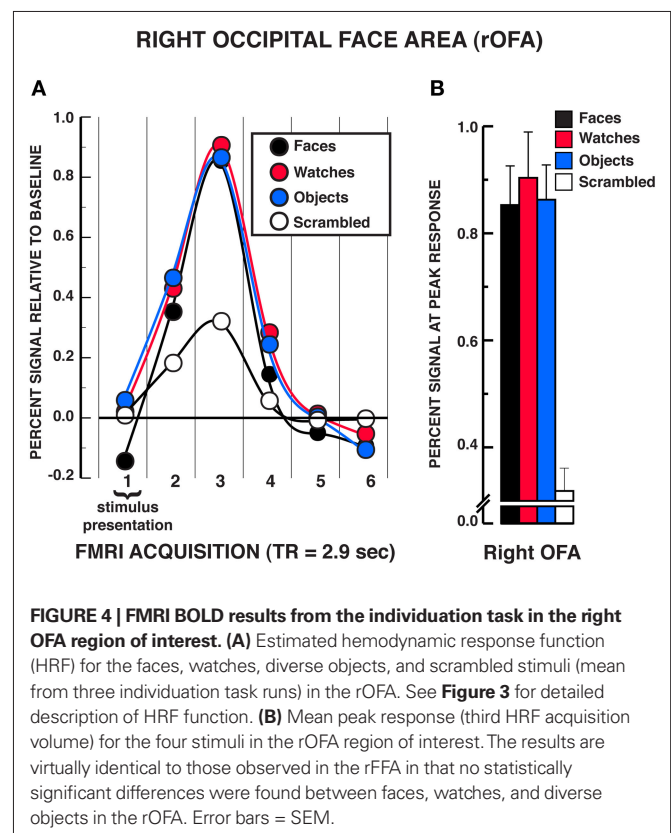 RIGHT OCCIPITAL FACE AREA (rOFA)
A
PERCENT SIGNAL RELATIVE TO BASELINE
1.0
0.8
0.6
0.4
0.2
0.0
-0.2
Faces
Watches
Objects
Scrambled
1 2 3 4 5 6
stimulus
presentation
FMRI ACQUISITION (TR = 2.9 sec)
B
PERCENT SIGNAL AT PEAK RESPONSE
1.0
0.8
0.6
0.4
0.0
Faces
Watches
Objects
Scrambled
Right OFA
FIGURE 4 | FMRI BOLD results from the individuation task in the right
OFA region of interest. (A) Estimated hemodynamic response function
(HRF) for the faces, watches, diverse objects, and scrambled stimuli (mean
from three individuation task runs) in the rOFA. See Figure 3 for detailed
description of HRF function. (B) Mean peak response (third HRF acquisition
volume) for the four stimuli in the rOFA region of interest. The results are
virtually identical to those observed in the rFFA in that no statistically
significant differences were found between faces, watches, and diverse
objects in the rOFA. Error bars = SEM.